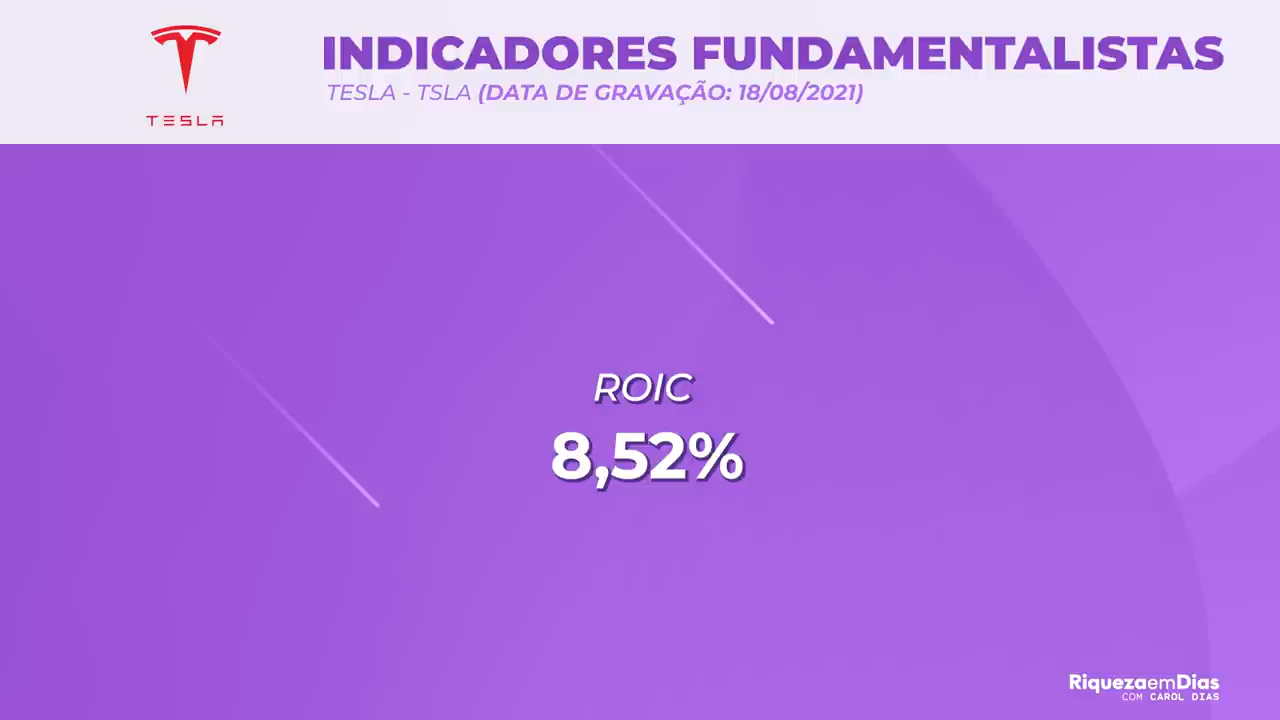 TESLA
INDICADORES FUNDAMENTALISTAS
TESLA - TSLA (DATA DE GRAVAÇÃO: 18/08/2021)
ROIC
8,52%
RiquezaemDias
COM CAROL DIAS